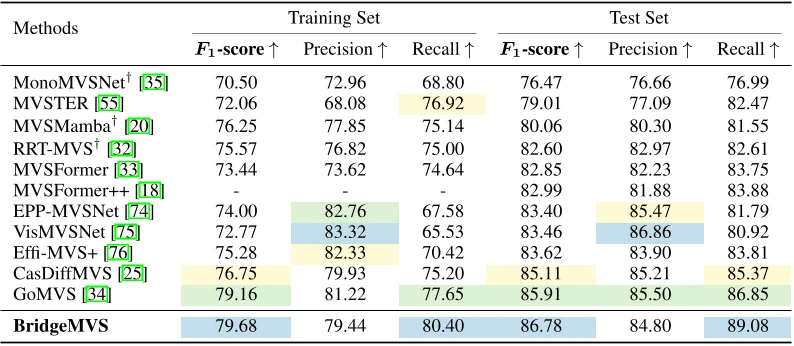 Methods Training Set Test Set
F₁-score ↑ Precision ↑ Recall ↑ F₁-score ↑ Precision ↑ Recall ↑
MonoMVSNet† [35] 70.50 72.96 68.80 76.47 76.66 76.99
MVSTER [55] 72.06 68.08 76.92 79.01 77.09 82.47
MVSMamba† [20] 76.25 77.85 75.14 80.06 80.30 81.55
RRT-MVS† [32] 75.57 76.82 75.00 82.60 82.97 82.61
MVSFormer [33] 73.44 73.62 74.64 82.85 82.23 83.75
MVSFormer++ [18] - - - 82.99 81.88 83.88
EPP-MVSNet [74] 74.00 82.76 67.58 83.40 85.47 81.79
VisMVSNet [75] 72.77 83.32 65.53 83.46 86.86 80.92
Effi-MVS+ [76] 75.28 82.33 70.42 83.62 83.90 83.81
CasDiffMVS [25] 76.75 79.93 75.20 85.11 85.21 85.37
GoMVS [34] 79.16 81.22 77.65 85.91 85.50 86.85
BridgeMVS 79.68 79.44 80.40 86.78 84.80 89.08